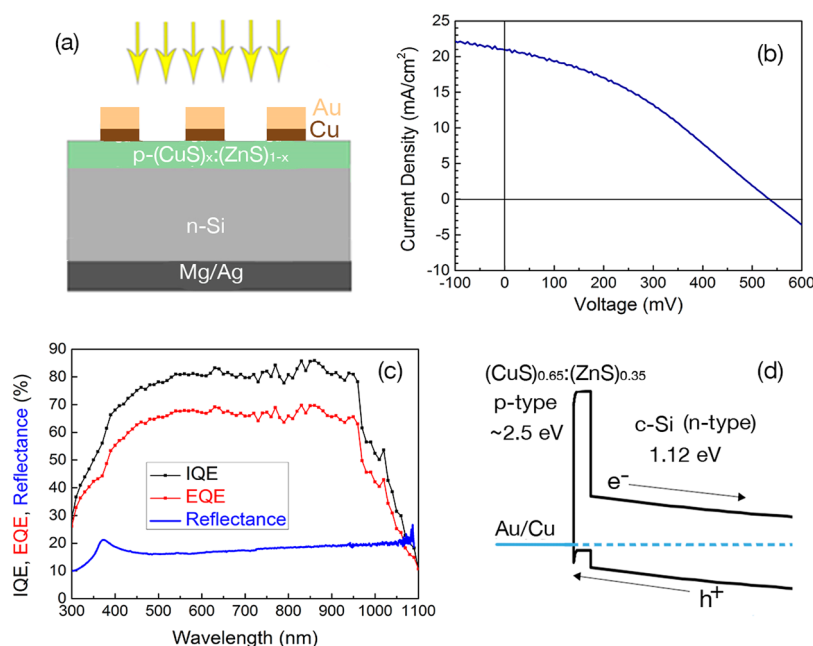 (a)
Au
Cu
p-(CuS)x:(ZnS)1-x
n-Si
Mg/Ag
(b)
Current Density (mA/cm²)
25
20
15
10
5
0
-5
-10
-100 0 100 200 300 400 500 600
Voltage (mV)
(c)
IQE, EQE, Reflectance (%)
90
80
70
60
50
40
30
20
10
0
IQE
EQE
Reflectance
300 400 500 600 700 800 900 1000 1100
Wavelength (nm)
(d)
(CuS)0.65:(ZnS)0.35
p-type
~2.5 eV
c-Si (n-type)
1.12 eV
e⁻
Au/Cu
h⁺